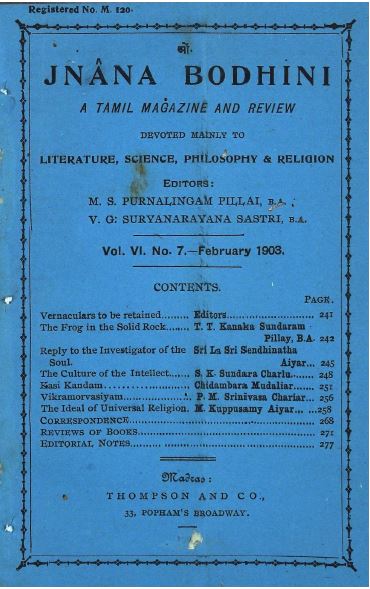 Registered No. M. 120.
ஸ்ரீ.
JNÂNA BODHINI
A TAMIL MAGAZINE AND REVIEW
DEVOTED MAINLY TO
LITERATURE, SCIENCE, PHILOSOPHY & RELIGION
EDITORS:
M. S. PURNALINGAM PILLAI, B.A.,
V. G. SURYANARAYANA SASTRI, B.A.
Vol. VI. No. 7.—February 1903.
CONTENTS.
PAGE.
Vernaculars to be retained....... Editors............................ 241
The Frog in the Solid Rock....... T. T. Kanaka Sundaram
Pillay, B.A. 242
Reply to the Investigator of the Sri La Sri Sendhinatha
Soul. Aiyar... 245
The Culture of the Intellect...... S. K. Sundara Charlu....... 248
Kasi Kandam..................... Chidambara Mudaliar....... 251
Vikramorvasiyam................. P. M. Srinivasa Chariar... 256
The Ideal of Universal Religion. M. Kuppusamy Aiyar... ...258
CORRESPONDENCE.................................................. 268
REVIEWS OF BOOKS................................................ 271
EDITORIAL NOTES................................................. 277
Madras:
THOMPSON AND CO.,
33, POPHAM'S BROADWAY.